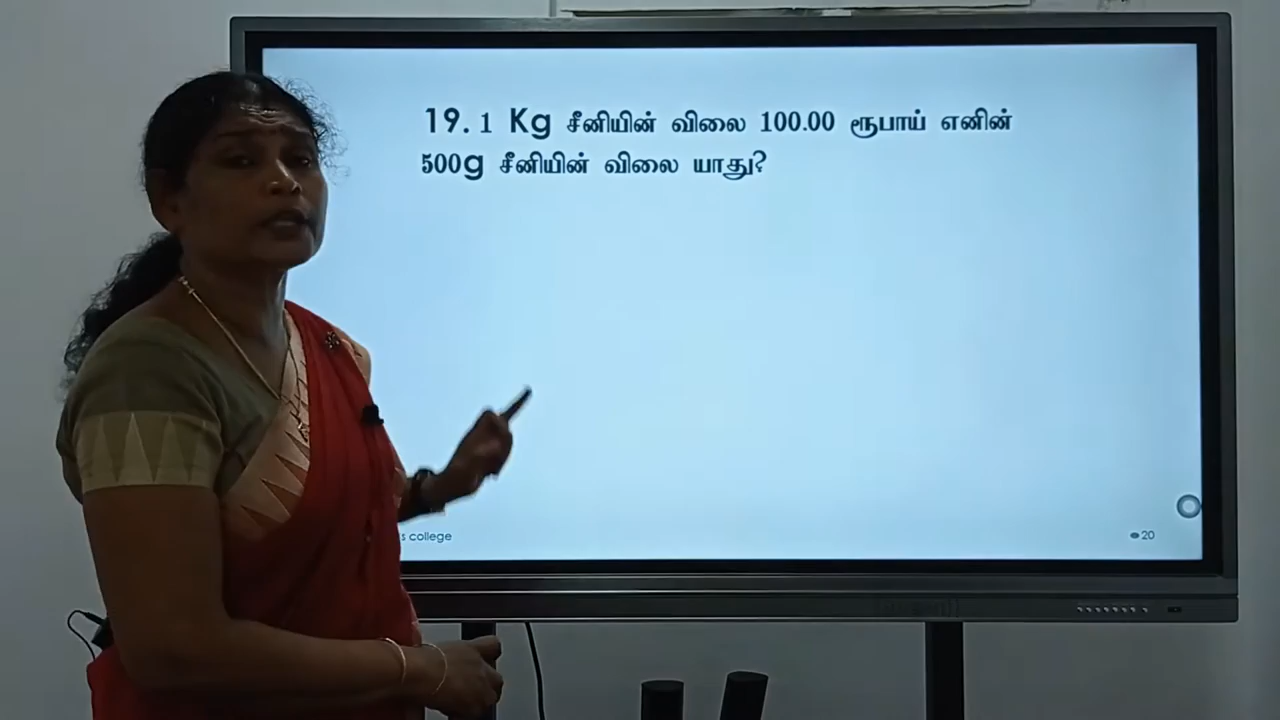 19. 1 Kg சீனியின் விலை 100.00 ரூபாய் எனின்
500g சீனியின் விலை யாது?
s college
20